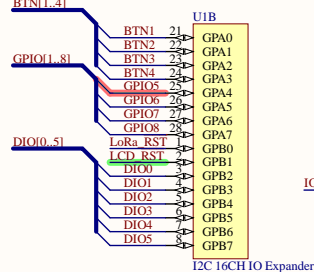 BTN[1..4]
U1B
BTN1 21 GPA0
BTN2 22 GPA1
BTN3 23 GPA2
GPIO[1..8]
BTN4 24 GPA3
GPIO5 25 GPA4
GPIO6 26 GPA5
GPIO7 27 GPA6
GPIO8 28 GPA7
LoRa_RST 1 GPB0
DIO[0..5]
LCD_RST 2 GPB1
DIO0 3 GPB2
DIO1 4 GPB3
DIO2 5 GPB4
DIO3 6 GPB5
DIO4 7 GPB6
DIO5 8 GPB7
I2C 16CH IO Expander